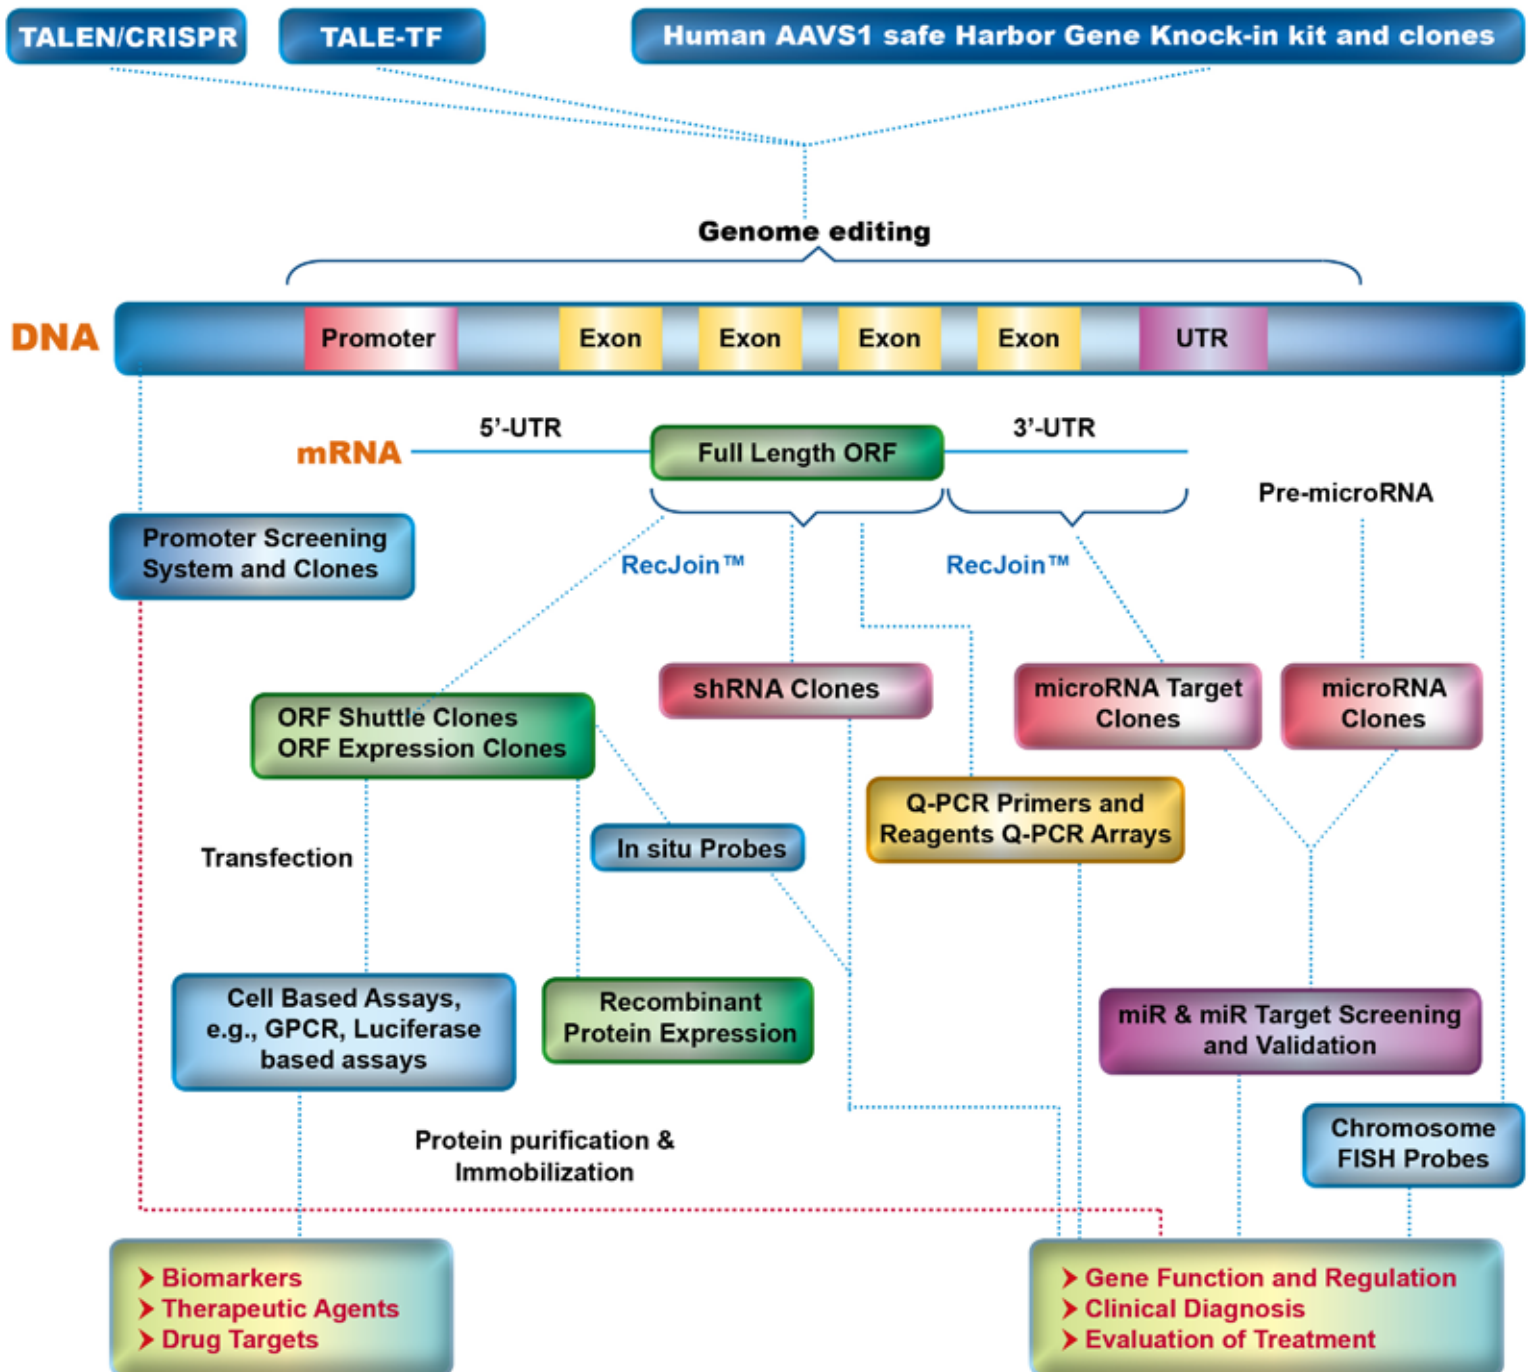 TALEN/CRISPR
TALE-TF
Human AAVS1 safe Harbor Gene Knock-in kit and clones
Genome editing
DNA
Promoter
Exon
Exon
Exon
Exon
UTR
mRNA
5’-UTR
Full Length ORF
3’-UTR
Pre-microRNA
Promoter Screening
System and Clones
RecJoin™
RecJoin™
shRNA Clones
microRNA Target
Clones
microRNA
Clones
ORF Shuttle Clones
ORF Expression Clones
Q-PCR Primers and
Reagents Q-PCR Arrays
In situ Probes
Transfection
Cell Based Assays,
e.g., GPCR, Luciferase
based assays
Recombinant
Protein Expression
miR & miR Target Screening
and Validation
Chromosome
FISH Probes
Protein purification &
Immobilization
Biomarkers
Therapeutic Agents
Drug Targets
Gene Function and Regulation
Clinical Diagnosis
Evaluation of Treatment